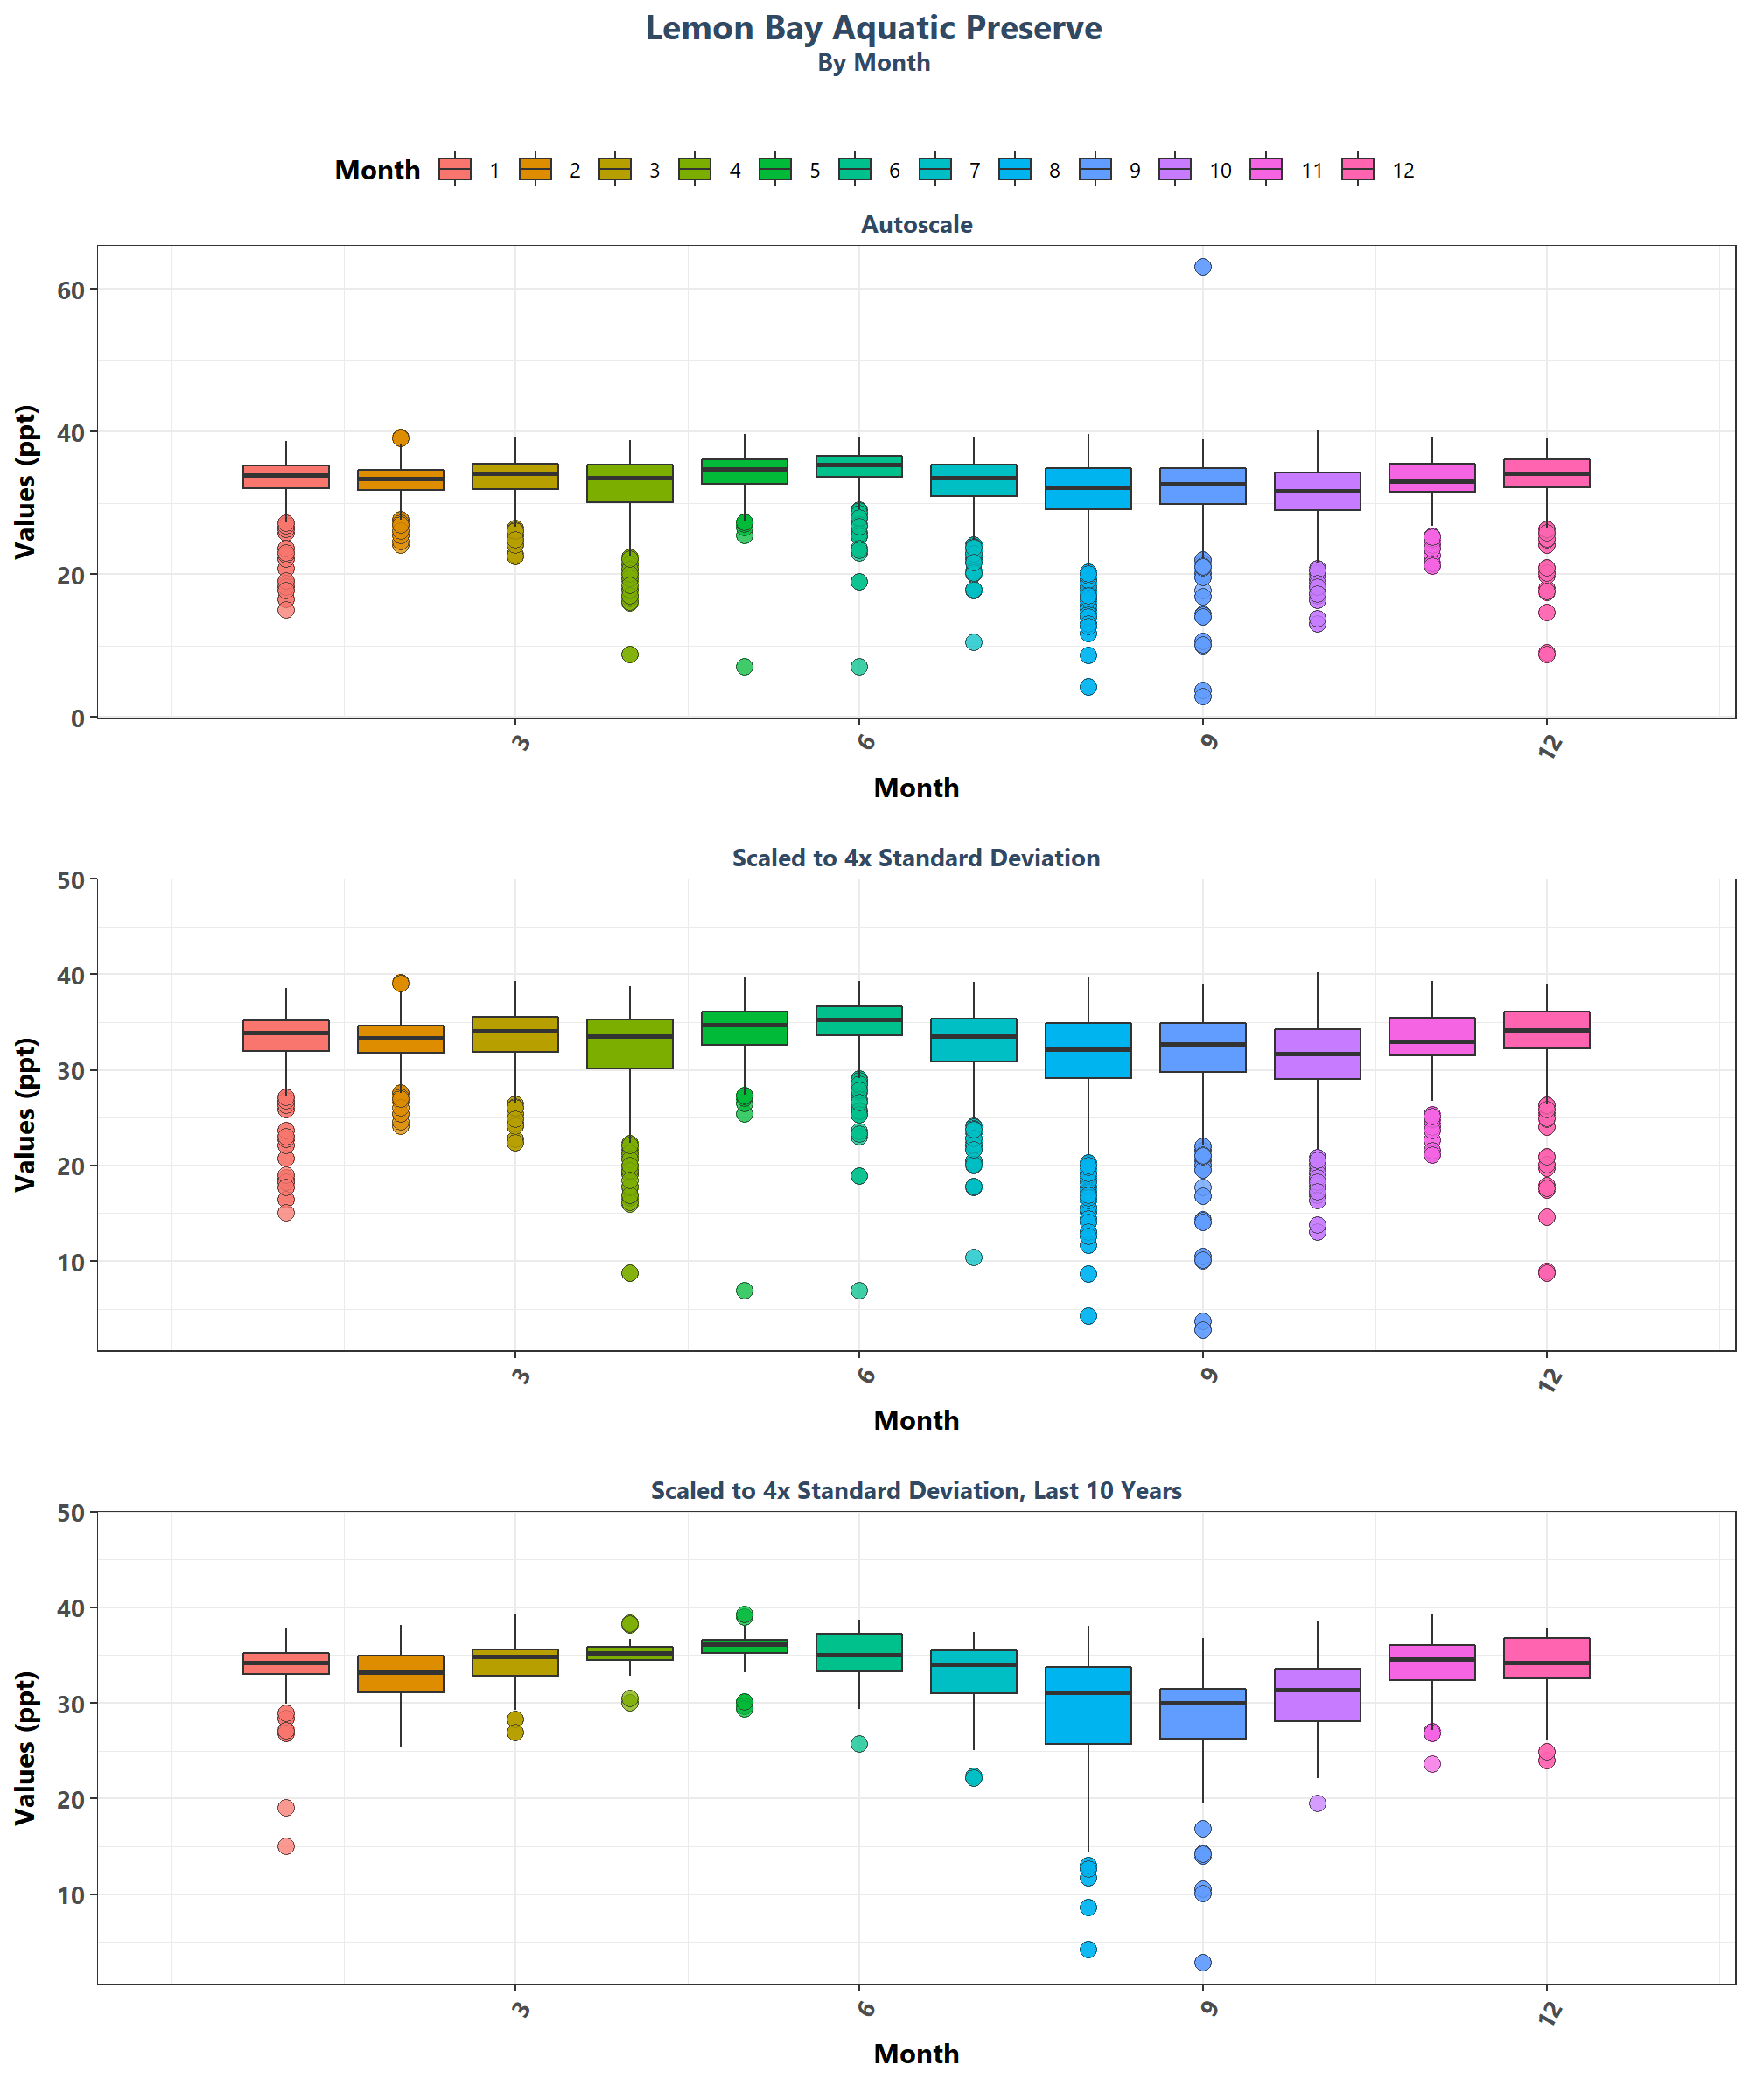 Lemon Bay Aquatic Preserve
By Month
Month 1 2 3 4 5 6 7 8 9 10 11 12
Autoscale
Values (ppt)
60
40
20
0
3 6 9 12
Month
Scaled to 4x Standard Deviation
Values (ppt)
50
40
30
20
10
3 6 9 12
Month
Scaled to 4x Standard Deviation, Last 10 Years
Values (ppt)
50
40
30
20
10
3 6 9 12
Month